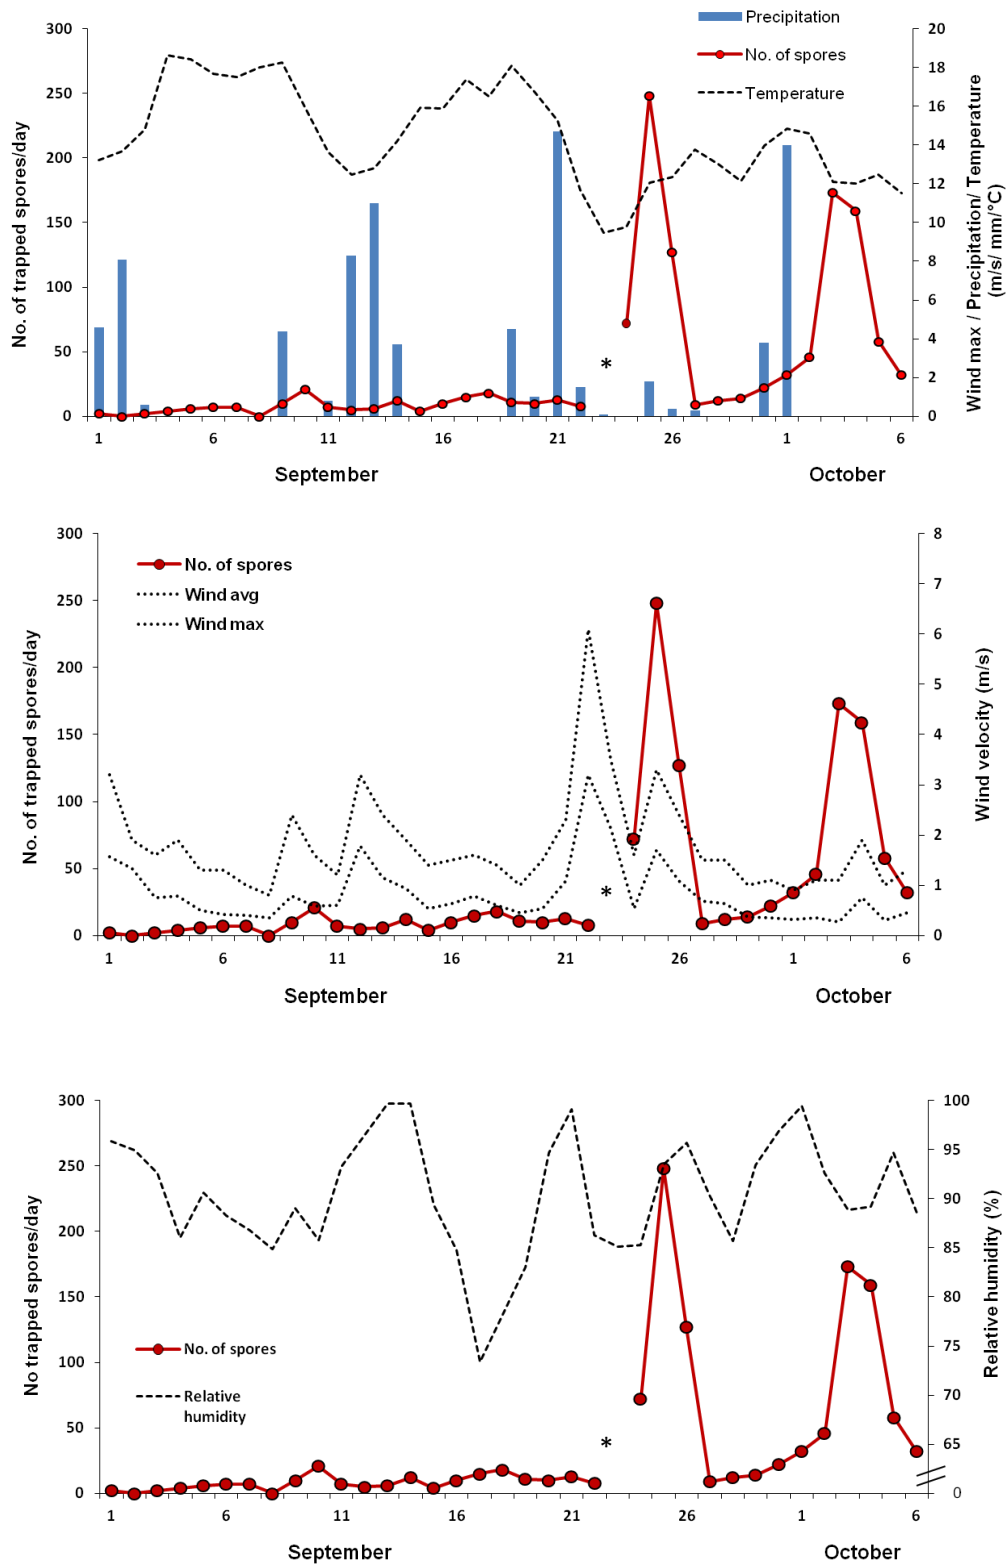 Precipitation
No. of spores
Temperature
No. of trapped spores/day
300
250
200
150
100
50
0
20
18
16
14
12
10
8
6
4
2
0
Wind max / Precipitation/ Temperature
(m/s/ mm/°C)
*
1 6 11 16 21 26 1 6
September October
No. of spores
Wind avg
Wind max
No. of trapped spores/day
300
250
200
150
100
50
0
8
7
6
5
4
3
2
1
0
Wind velocity (m/s)
*
1 6 11 16 21 26 1 6
September October
No trapped spores/day
300
250
200
150
100
50
0
100
95
90
85
80
75
70
65
0
Relative humidity (%)
No. of spores
Relative
humidity
*
1 6 11 16 21 26 1 6
September October